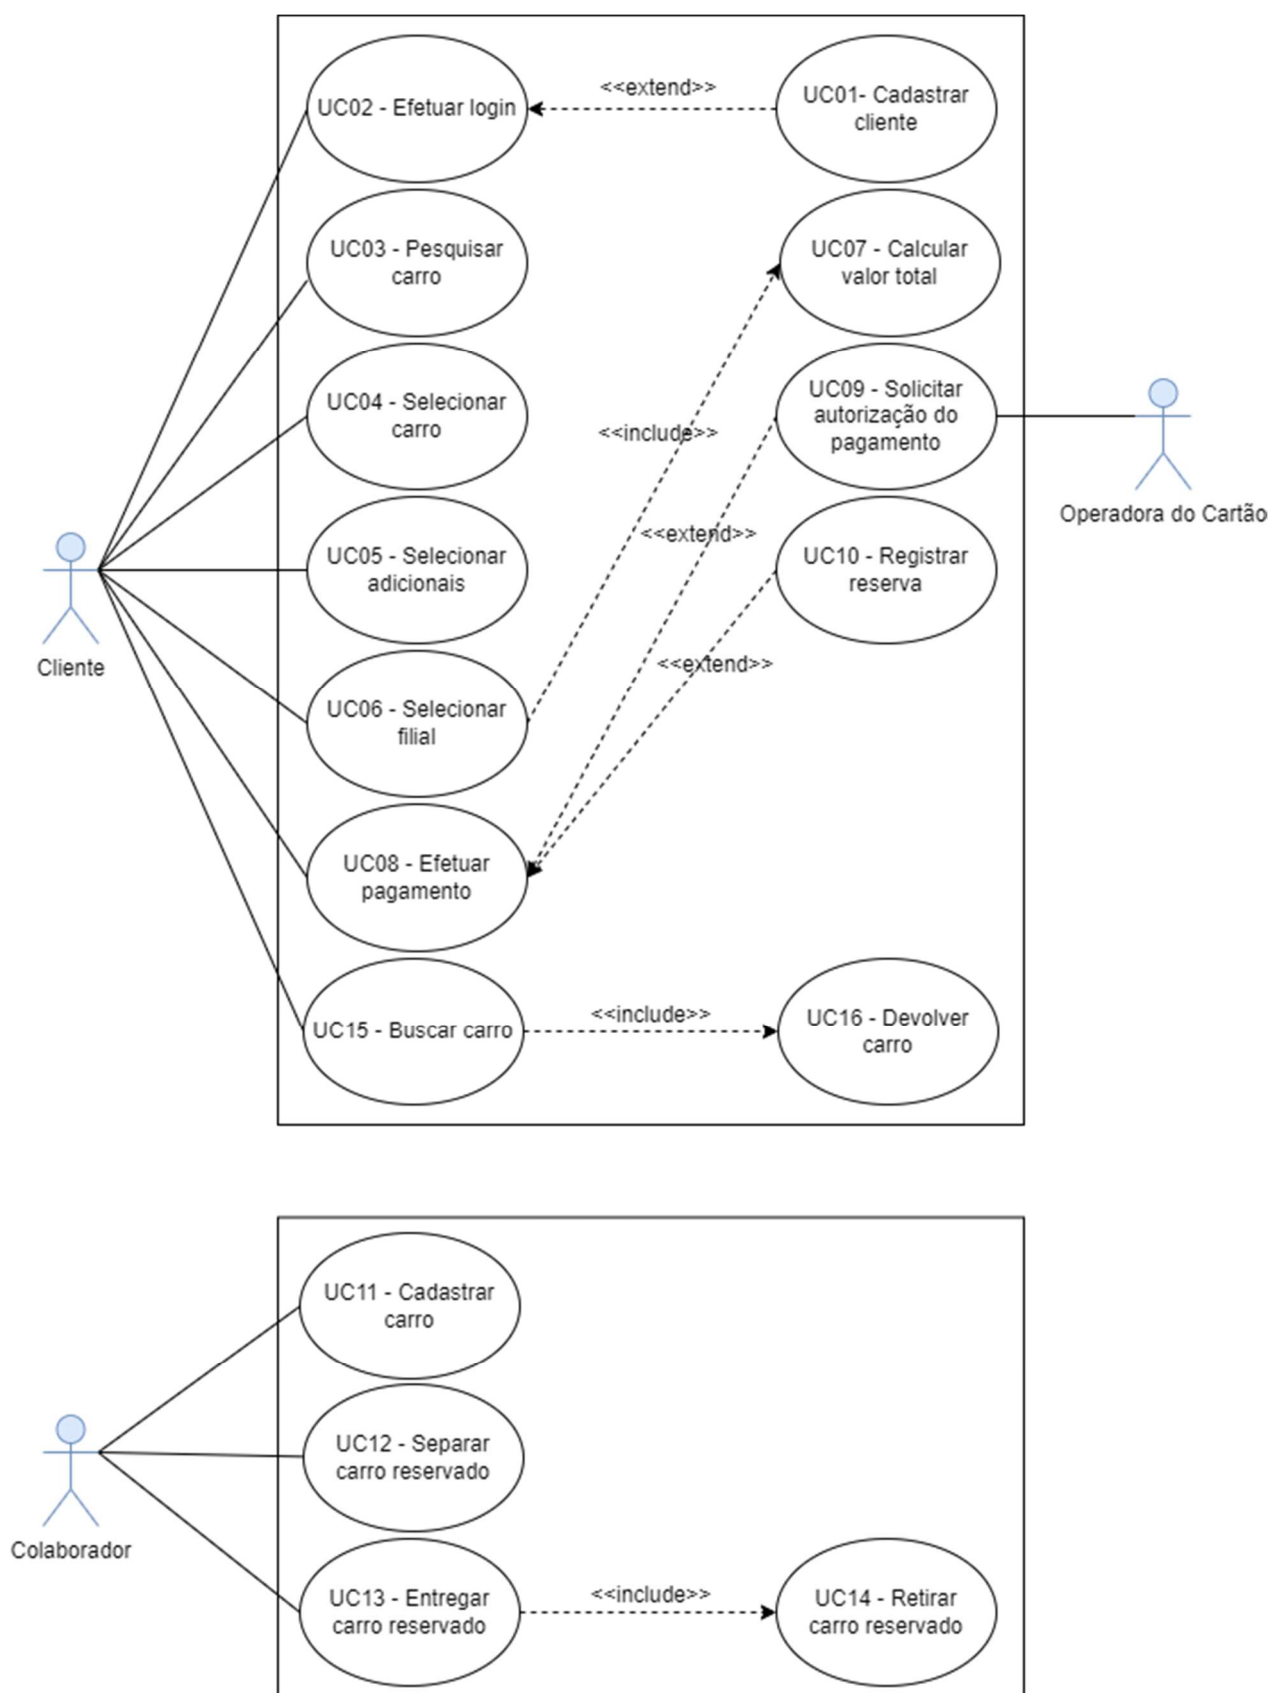 UC02 - Efetuar login
<<extend>>
UC01- Cadastrar
cliente
UC03 - Pesquisar
carro
UC07 - Calcular
valor total
UC04 - Selecionar
carro
<<include>>
UC09 - Solicitar
autorização do
pagamento
Operadora do Cartão
UC05 - Selecionar
adicionais
<<extend>>
UC10 - Registrar
reserva
Cliente
<<extend>>
UC06 - Selecionar
filial
UC08 - Efetuar
pagamento
UC15 - Buscar carro
<<include>>
UC16 - Devolver
carro
UC11 - Cadastrar
carro
UC12 - Separar
carro reservado
Colaborador
UC13 - Entregar
carro reservado
<<include>>
UC14 - Retirar
carro reservado